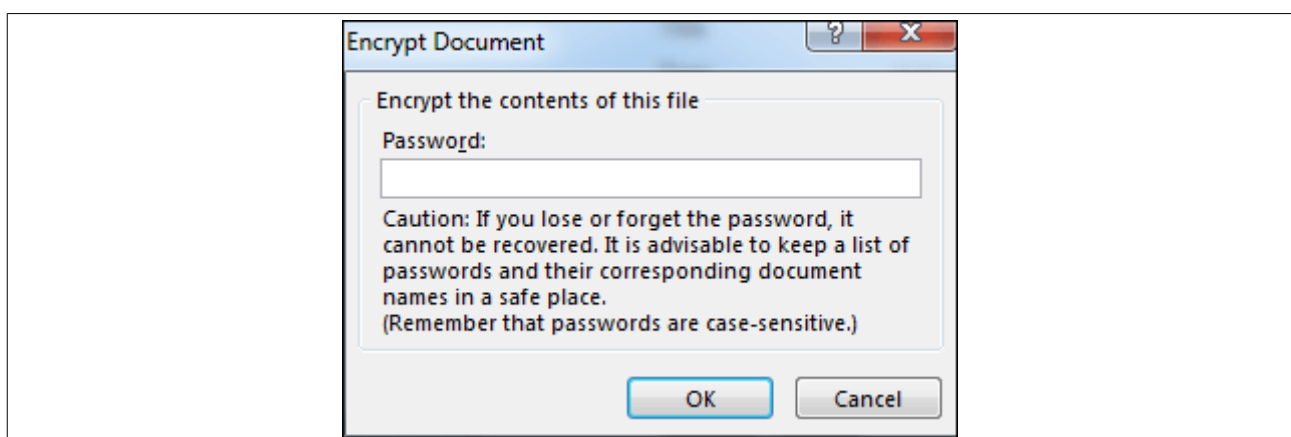 Encrypt Document
Encrypt the contents of this file
Password:
Caution: If you lose or forget the password, it
cannot be recovered. It is advisable to keep a list of
passwords and their corresponding document
names in a safe place.
(Remember that passwords are case-sensitive.)
OK
Cancel